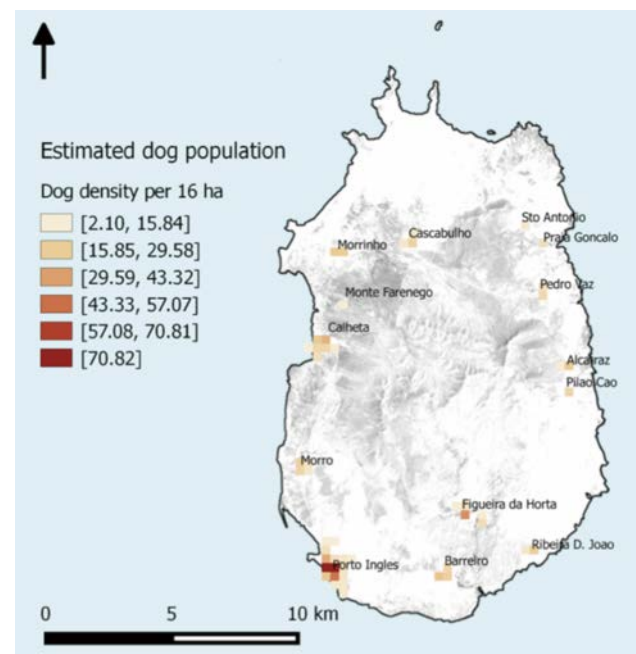 Estimated dog population
Dog density per 16 ha
[2.10, 15.84]
[15.85, 29.58]
[29.59, 43.32]
[43.33, 57.07]
[57.08, 70.81]
[70.82]
Sto Antonio
Cascabulho
Praia Goncalo
Morrinho
Pedro Vaz
Monte Farenego
Calheta
Alcatraz
Pilao Cao
Morro
Figueira da Horta
Ribeira D. Joao
Barreiro
Porto Ingles
0 5 10 km